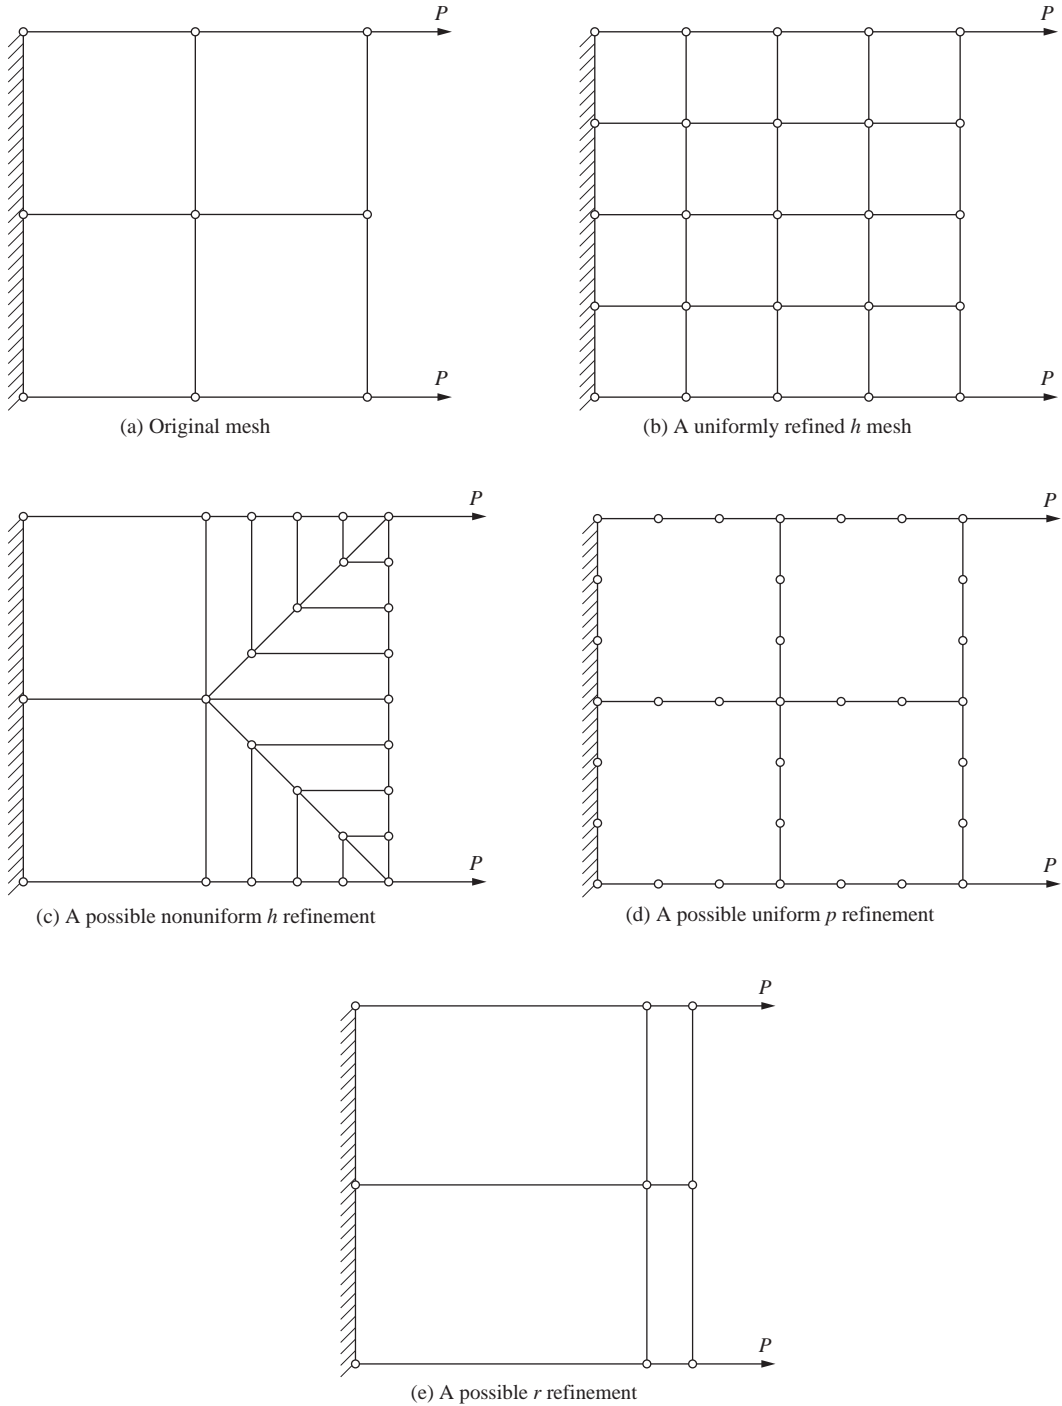 P
P
P
P
(a) Original mesh
(b) A uniformly refined h mesh
P
P
P
P
(c) A possible nonuniform h refinement
(d) A possible uniform p refinement
P
P
(e) A possible r refinement